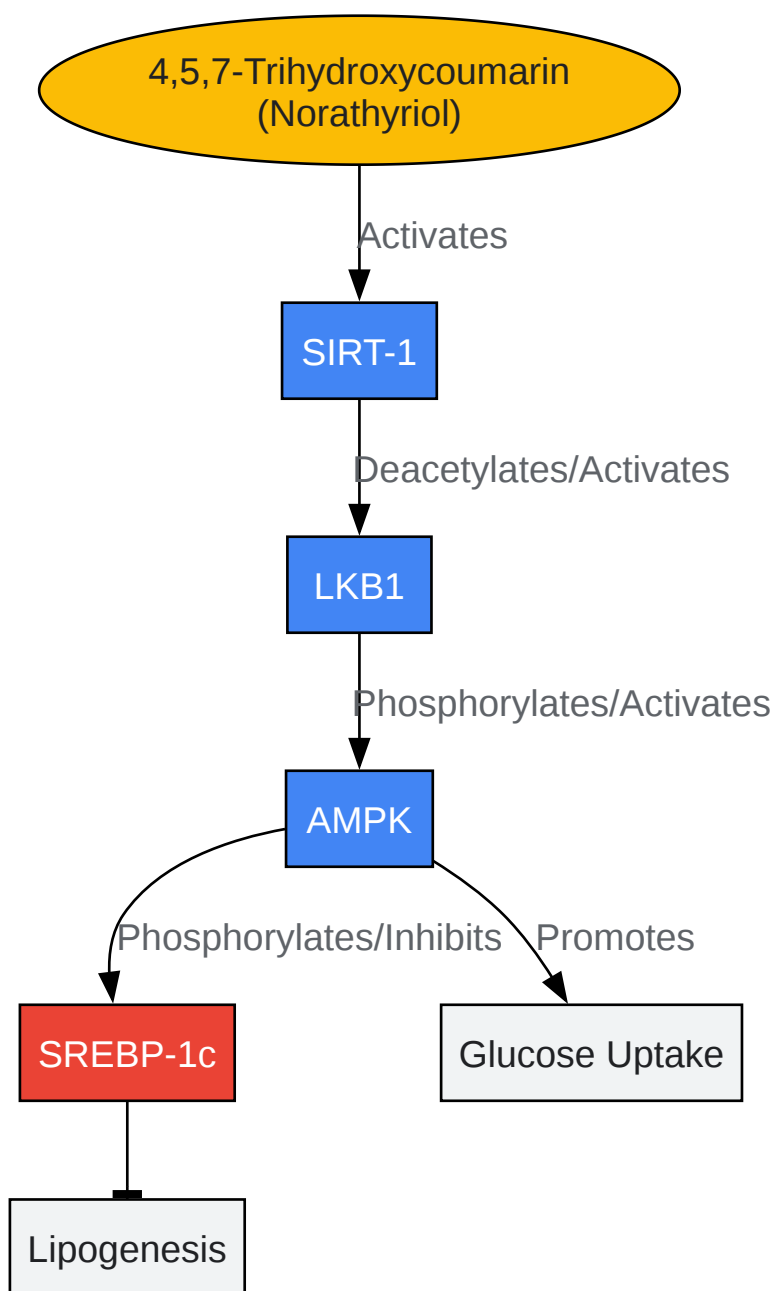 4,5,7-Trihydroxycoumarin
(Norathyriol)
Activates
SIRT-1
Deacetylates/Activates
LKB1
Phosphorylates/Activates
AMPK
Phosphorylates/Inhibits
Promotes
SREBP-1c
Glucose Uptake
Lipogenesis